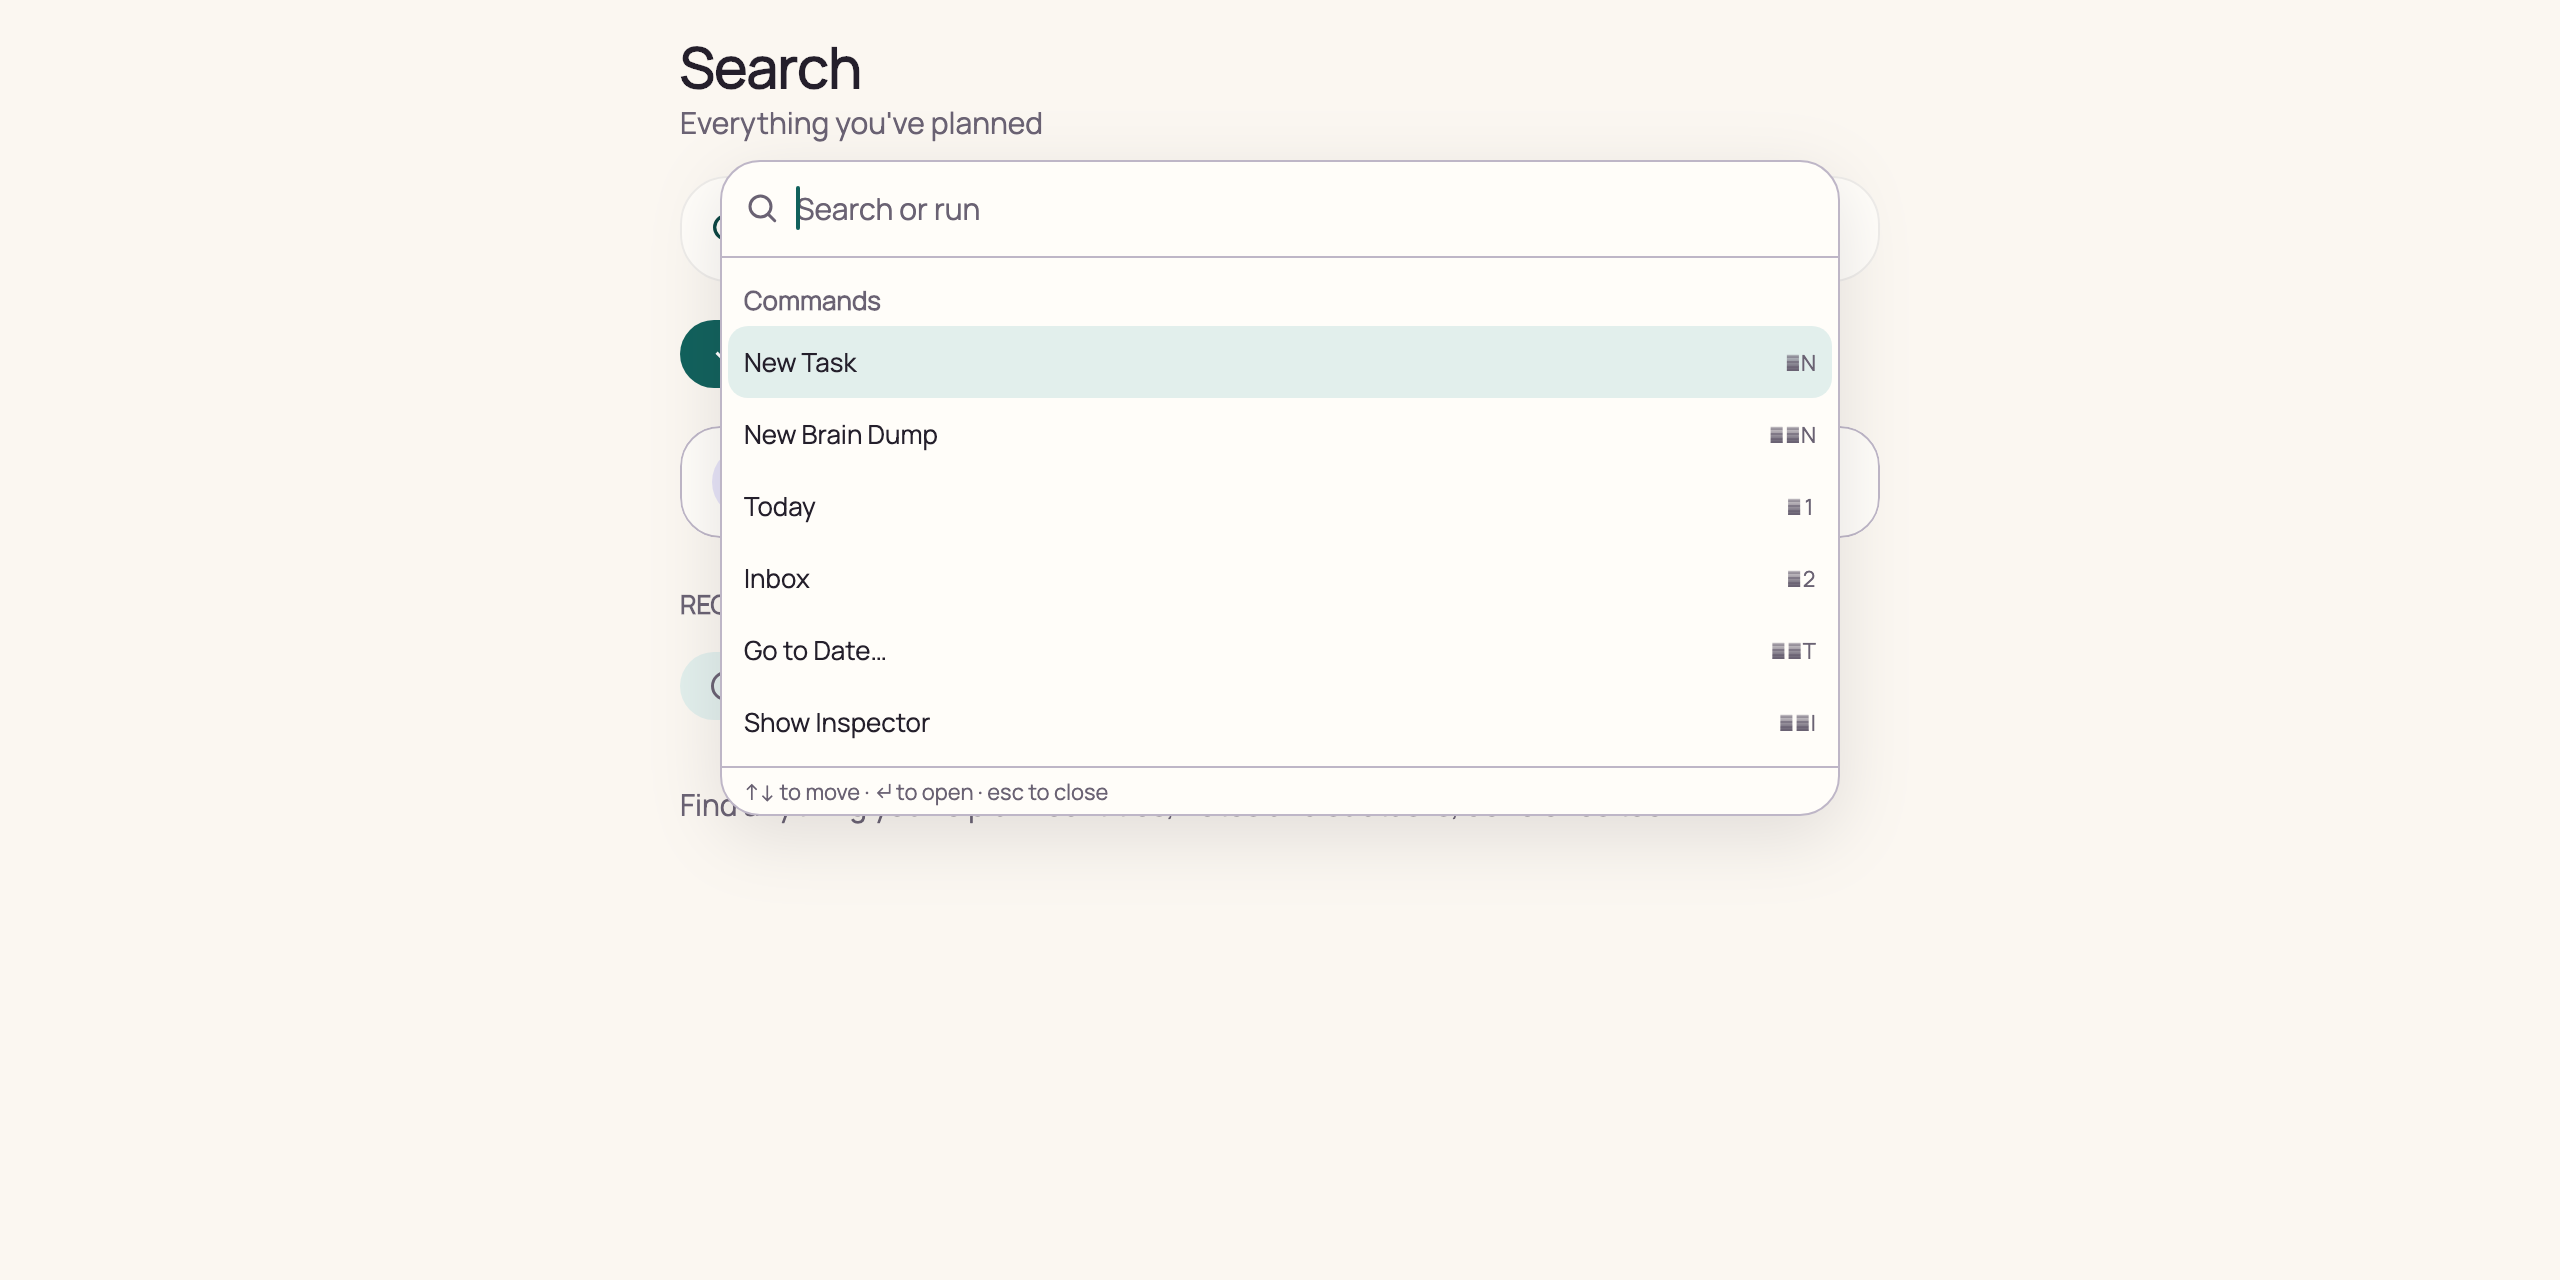 Search
Everything you've planned
Search or run
Commands
New Task N
New Brain Dump N
Today 1
Inbox 2
Go to Date… T
Show Inspector I
↑↓ to move · ↵ to open · esc to close